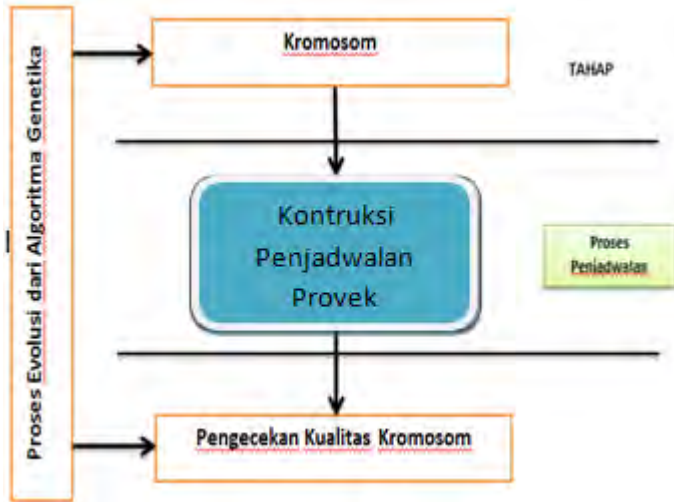 Proses Evolusi dari Algoritma Genetika
Kromosom
TAHAP
Kontruksi
Penjadwalan
Provek
Proses
Penjadwalan
Pengecekan Kualitas Kromosom